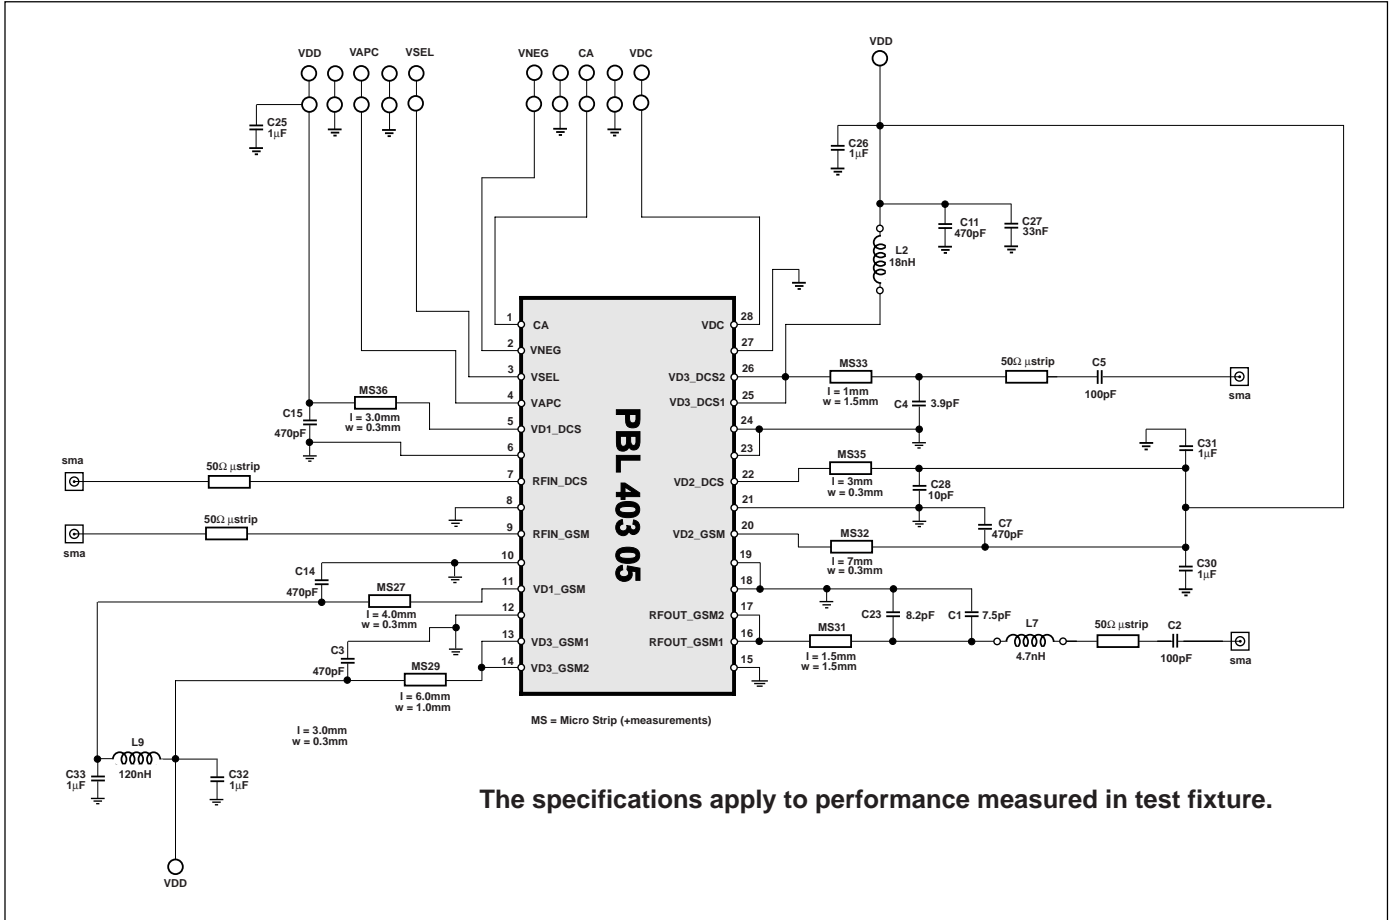 VDD VAPC VSEL VNEG CA VDC
VDD
C25
1µF
C26
1µF
C11
470pF
C27
33nF
L2
18nH
1 CA
2 VNEG
3 VSEL
4 VAPC
5 VD1_DCS
6
7 RFIN_DCS
8
9 RFIN_GSM
10
11 VD1_GSM
12
13 VD3_GSM1
14 VD3_GSM2
PBL 403 05
VDC 28
27
VD3_DCS2 26
VD3_DCS1 25
24
23
VD2_DCS 22
21
VD2_GSM 20
19
18
RFOUT_GSM2 17
RFOUT_GSM1 16
15
MS36
l = 3.0mm
w = 0.3mm
C15
470pF
sma
50Ω µstrip
50Ω µstrip
sma
C14
470pF
MS27
l = 4.0mm
w = 0.3mm
C3
470pF
MS29
l = 6.0mm
w = 1.0mm
l = 3.0mm
w = 0.3mm
L9
120nH
C33
1µF
C32
1µF
VDD
MS33
l = 1mm
w = 1.5mm
C4 3.9pF
50Ω µstrip
C5
100pF
sma
MS35
l = 3mm
w = 0.3mm
C28
10pF
C31
1µF
C7
470pF
MS32
l = 7mm
w = 0.3mm
C30
1µF
C23 8.2pF
C1 7.5pF
MS31
l = 1.5mm
w = 1.5mm
L7
4.7nH
50Ω µstrip
C2
100pF
sma
MS = Micro Strip (+measurements)
The specifications apply to performance measured in test fixture.